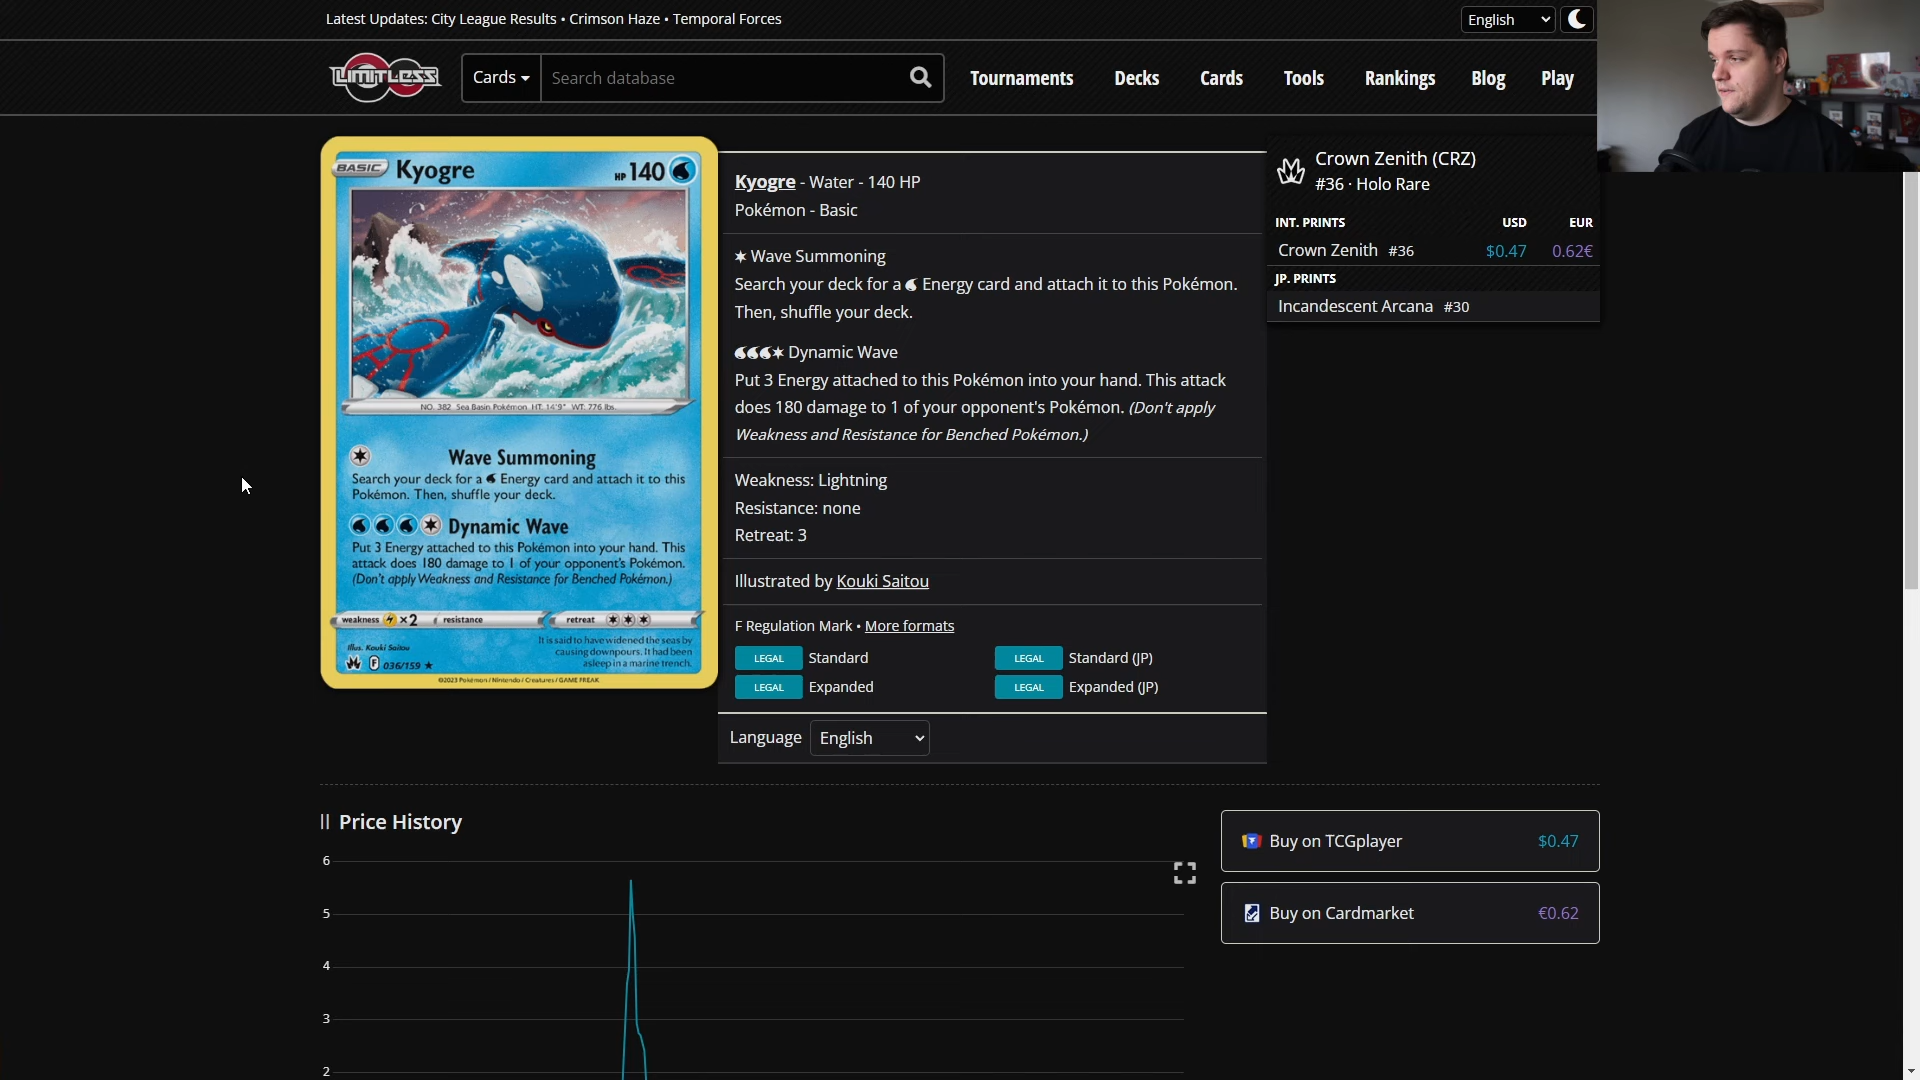 Latest Updates: City League Results • Crimson Haze • Temporal Forces
English
LIMITLESS
Cards
Search database
Tournaments
Decks
Cards
Tools
Rankings
Blog
Play
BASIC
Kyogre
HP 140
NO. 382 Sea Basin Pokémon HT: 14'9" WT: 776 lbs.
Wave Summoning
Search your deck for a Energy card and attach it to this
Pokémon. Then, shuffle your deck.
Dynamic Wave
Put 3 Energy attached to this Pokémon into your hand. This
attack does 180 damage to 1 of your opponent's Pokémon.
(Don't apply Weakness and Resistance for Benched Pokémon.)
weakness ×2 resistance retreat
Illus. Kouki Saitou
It is said to have widened the seas by
causing downpours. It had been
asleep in a marine trench.
F 036/159 ★
©2023 Pokémon / Nintendo / Creatures / GAME FREAK
Kyogre - Water - 140 HP
Pokémon - Basic
Wave Summoning
Search your deck for a Energy card and attach it to this Pokémon.
Then, shuffle your deck.
Dynamic Wave
Put 3 Energy attached to this Pokémon into your hand. This attack
does 180 damage to 1 of your opponent's Pokémon. (Don't apply
Weakness and Resistance for Benched Pokémon.)
Weakness: Lightning
Resistance: none
Retreat: 3
Illustrated by Kouki Saitou
F Regulation Mark • More formats
LEGAL Standard
LEGAL Standard (JP)
LEGAL Expanded
LEGAL Expanded (JP)
Language English
Crown Zenith (CRZ)
#36 · Holo Rare
INT. PRINTS USD EUR
Crown Zenith #36 $0.47 0.62€
JP. PRINTS
Incandescent Arcana #30
Price History
6
5
4
3
2
Buy on TCGplayer $0.47
Buy on Cardmarket €0.62